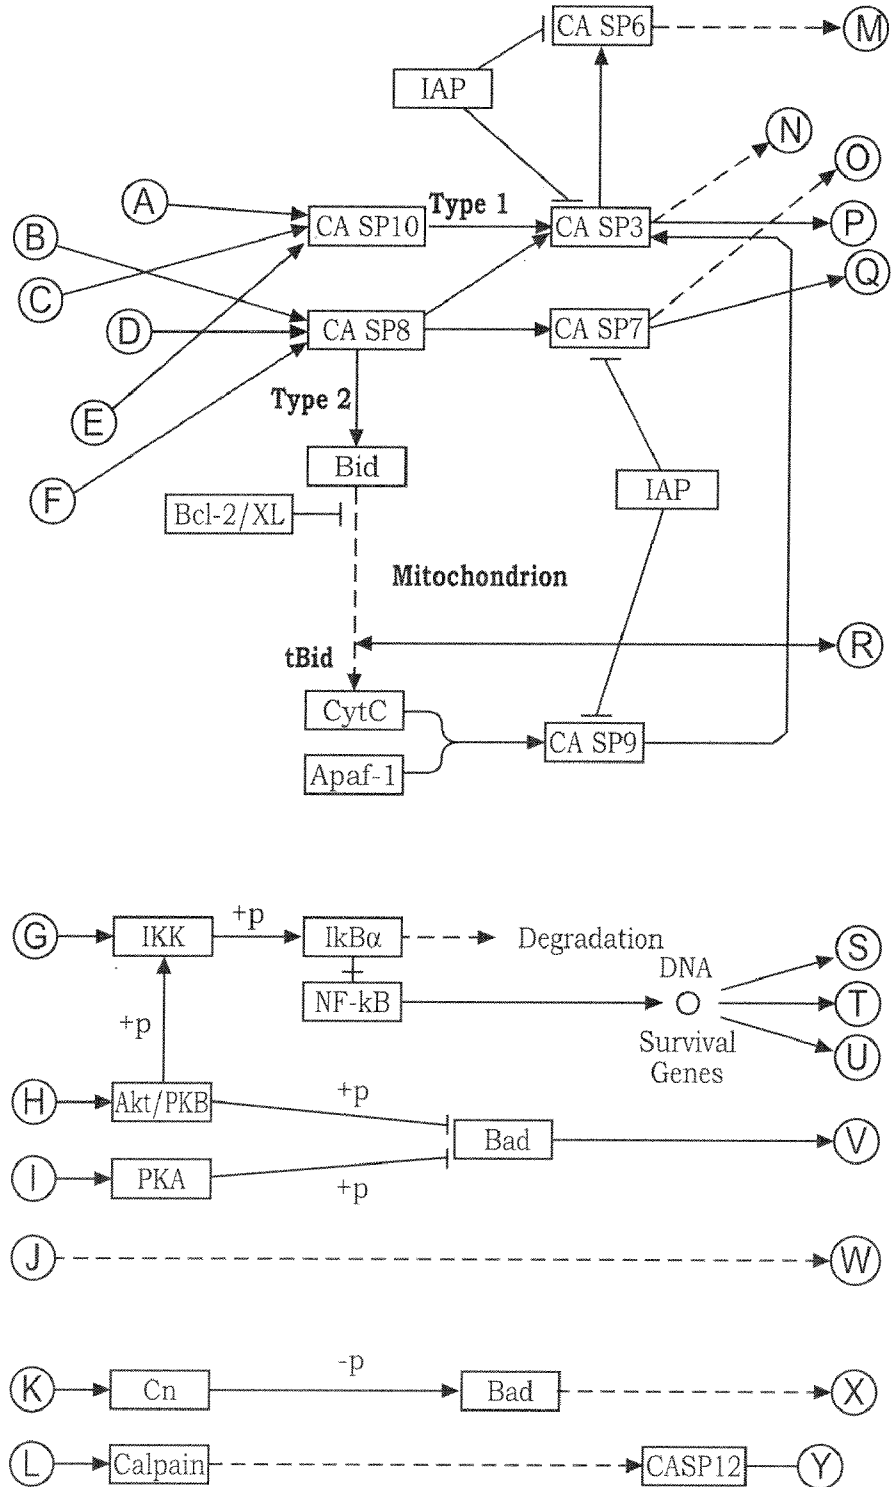 CA SP6
M
IAP
N
O
A
Type 1
CA SP10
CA SP3
P
B
C
Q
D
CA SP8
CA SP7
Type 2
E
Bid
IAP
F
Bcl-2/XL
Mitochondrion
R
tBid
CytC
CA SP9
Apaf-1
G
IKK
+p
IkBα
Degradation
S
DNA
NF-kB
T
+p
Survival
Genes
U
H
Akt/PKB
+p
Bad
V
I
PKA
+p
J
W
K
Cn
-p
Bad
X
L
Calpain
CASP12
Y